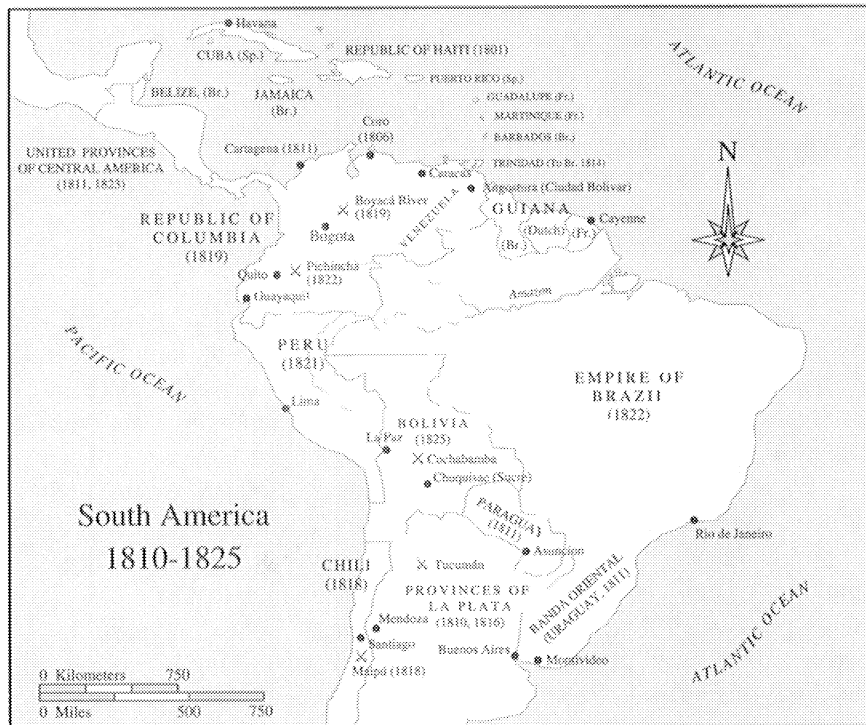 Havana
ATLANTIC OCEAN
CUBA (Sp.)
REPUBLIC OF HAITI (1801)
BELIZE, (Br.)
JAMAICA
(Br.)
PUERTO RICO (Sp.)
GUADALUPE (Fr.)
MARTINIQUE (Fr.)
BARBADOS (Br.)
Coro
(1806)
UNITED PROVINCES
OF CENTRAL AMERICA
(1811, 1823)
Cartagena (1811)
TRINIDAD (To Br. 1814)
Caracas
Angostura (Ciudad Bolivar)
N
VENEZUELA
GUIANA
(Br.)
(Dutch)
(Fr.)
Cayenne
REPUBLIC OF
COLUMBIA
(1819)
Boyacá River
(1819)
Bogota
Pichincha
(1822)
Quito
Guayaquil
Amazon
PACIFIC OCEAN
PERU
(1821)
EMPIRE OF
BRAZIL
(1822)
Lima
BOLIVIA
(1825)
La Paz
Cochabamba
Chuquisaç (Sucre)
South America
1810-1825
PARAGUAY
(1811)
Rio de Janeiro
Asuncion
CHILI
(1818)
Tucumán
PROVINCES OF
LA PLATA
(1810, 1816)
BANDA ORIENTAL
(URAGUAY, 1811)
ATLANTIC OCEAN
Mendoza
Santiago
Buenos Aires
Montivideo
Maipú (1818)
0 Kilometers 750
0 Miles 500 750